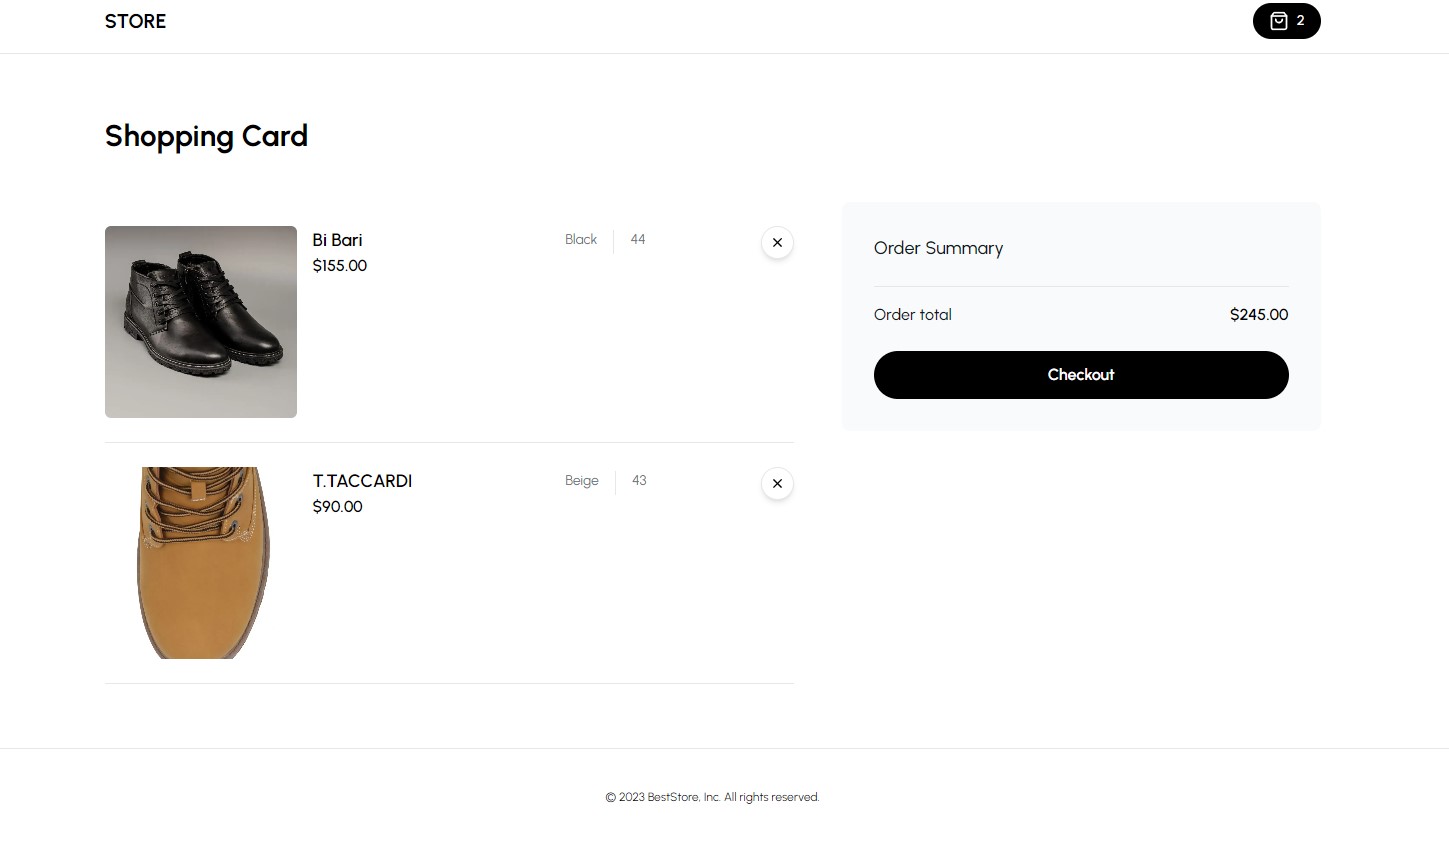 STORE
2
Shopping Card
Bi Bari
$155.00
Black
44
T.TACCARDI
$90.00
Beige
43
Order Summary
Order total
$245.00
Checkout
© 2023 BestStore, Inc. All rights reserved.